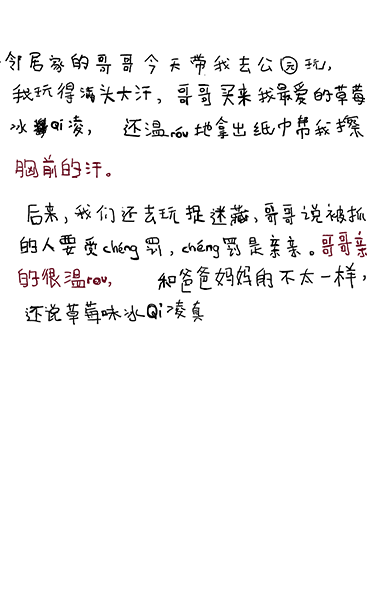 邻居家的哥哥今天带我去公园玩,
我玩得满头大汗,哥哥买来我最爱的草莓
冰Qi凌,还温róu地拿出纸巾帮我擦
胸前的汗。
后来,我们还去玩捉迷藏,哥哥说被抓
的人要受chéng罚,chéng罚是亲亲。哥哥亲
的很温rou,和爸爸妈妈的不太一样,
还说草莓味冰Qi凌真